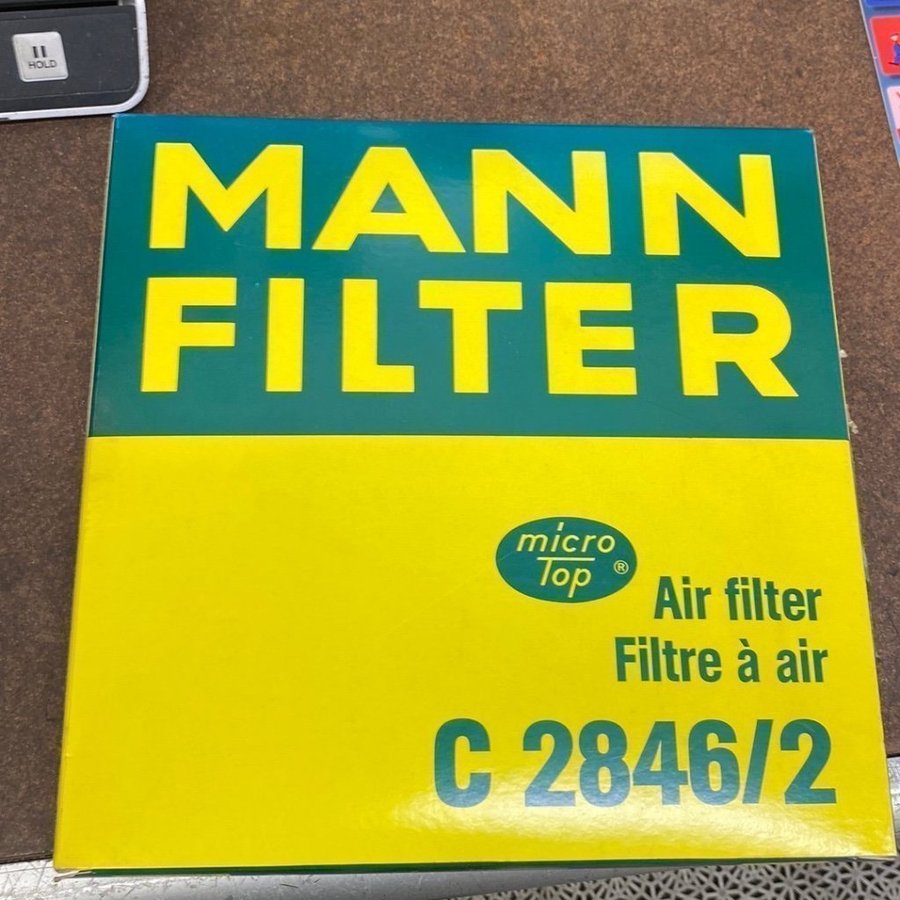 HOLD
MANN
FILTER
micro
Top ®
Air filter
Filtre à air
C 2846/2